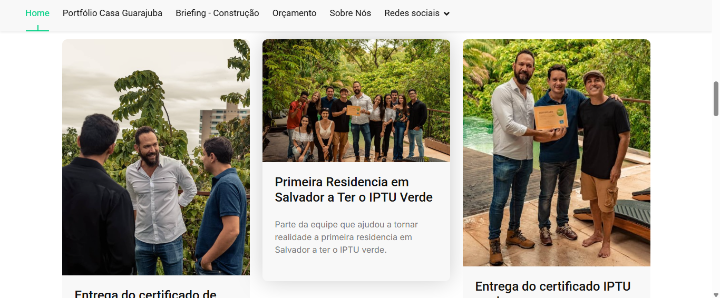 Home Portfólio Casa Guarajuba Briefing - Construção Orçamento Sobre Nós Redes sociais
Primeira Residencia em
Salvador a Ter o IPTU Verde
Parte da equipe que ajudou a tornar
realidade a primeira residencia em
Salvador a ter o IPTU verde.
Entrega do certificado de
Entrega do certificado IPTU